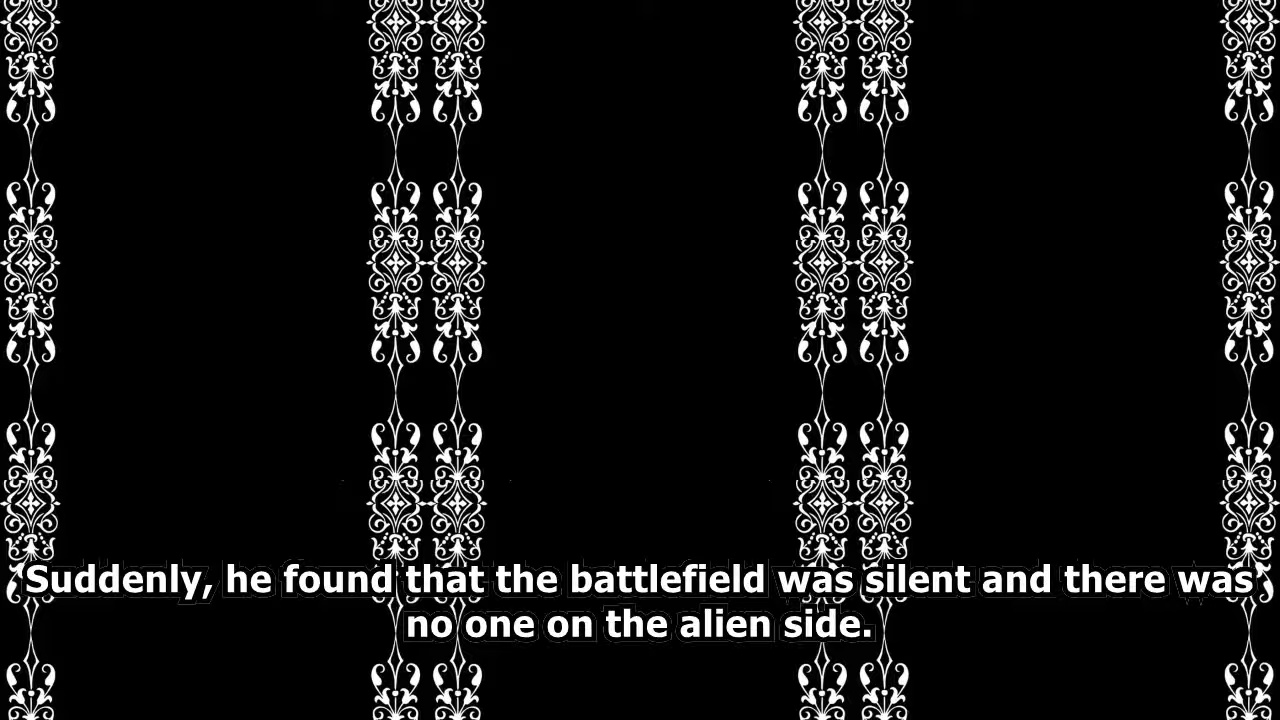 Suddenly, he found that the battlefield was silent and there was
no one on the alien side.